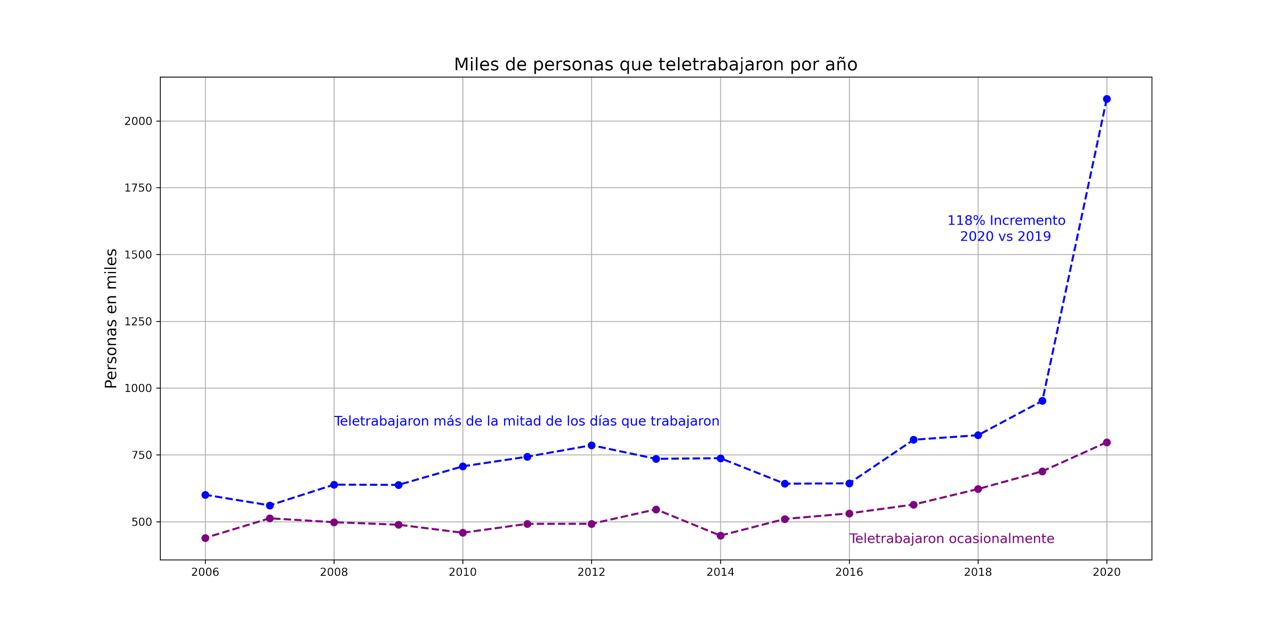 Miles de personas que teletrabajaron por año
Personas en miles
2000
1750
1500
1250
1000
750
500
118% Incremento
2020 vs 2019
Teletrabajaron más de la mitad de los días que trabajaron
Teletrabajaron ocasionalmente
2006
2008
2010
2012
2014
2016
2018
2020